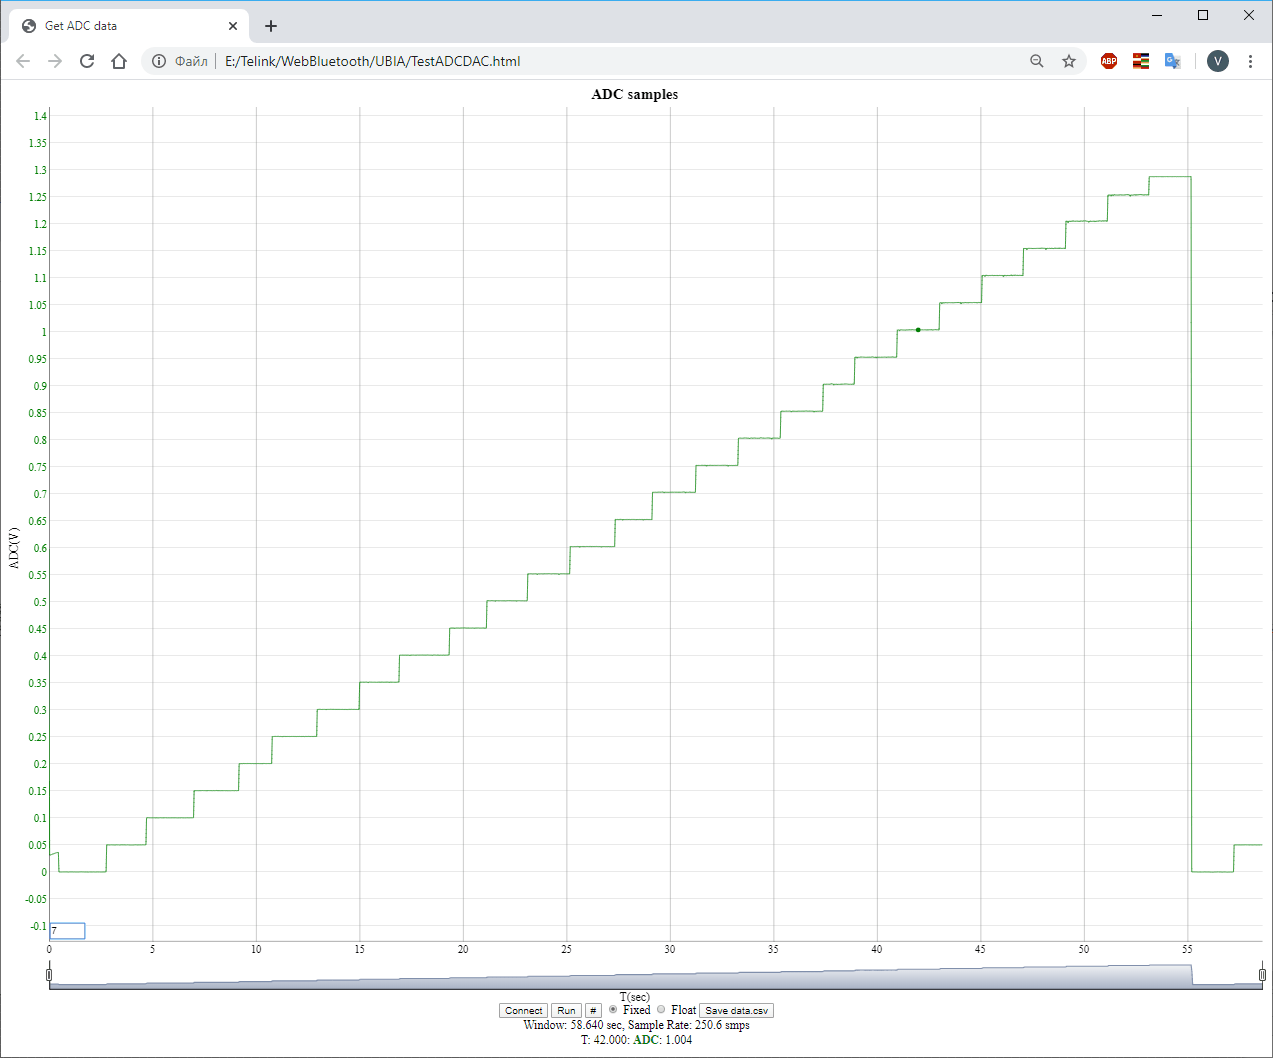 Get ADC data
Файл E:/Telink/WebBluetooth/UBIA/TestADCDAC.html
ABP
V
ADC samples
1.4
1.35
1.3
1.25
1.2
1.15
1.1
1.05
1
0.95
0.9
0.85
0.8
0.75
0.7
0.65
0.6
0.55
0.5
0.45
0.4
0.35
0.3
0.25
0.2
0.15
0.1
0.05
0
-0.05
-0.1
ADC(V)
7
0 5 10 15 20 25 30 35 40 45 50 55
T(sec)
Connect Run # Fixed Float Save data.csv
Window: 58.640 sec, Sample Rate: 250.6 smps
T: 42.000: ADC: 1.004